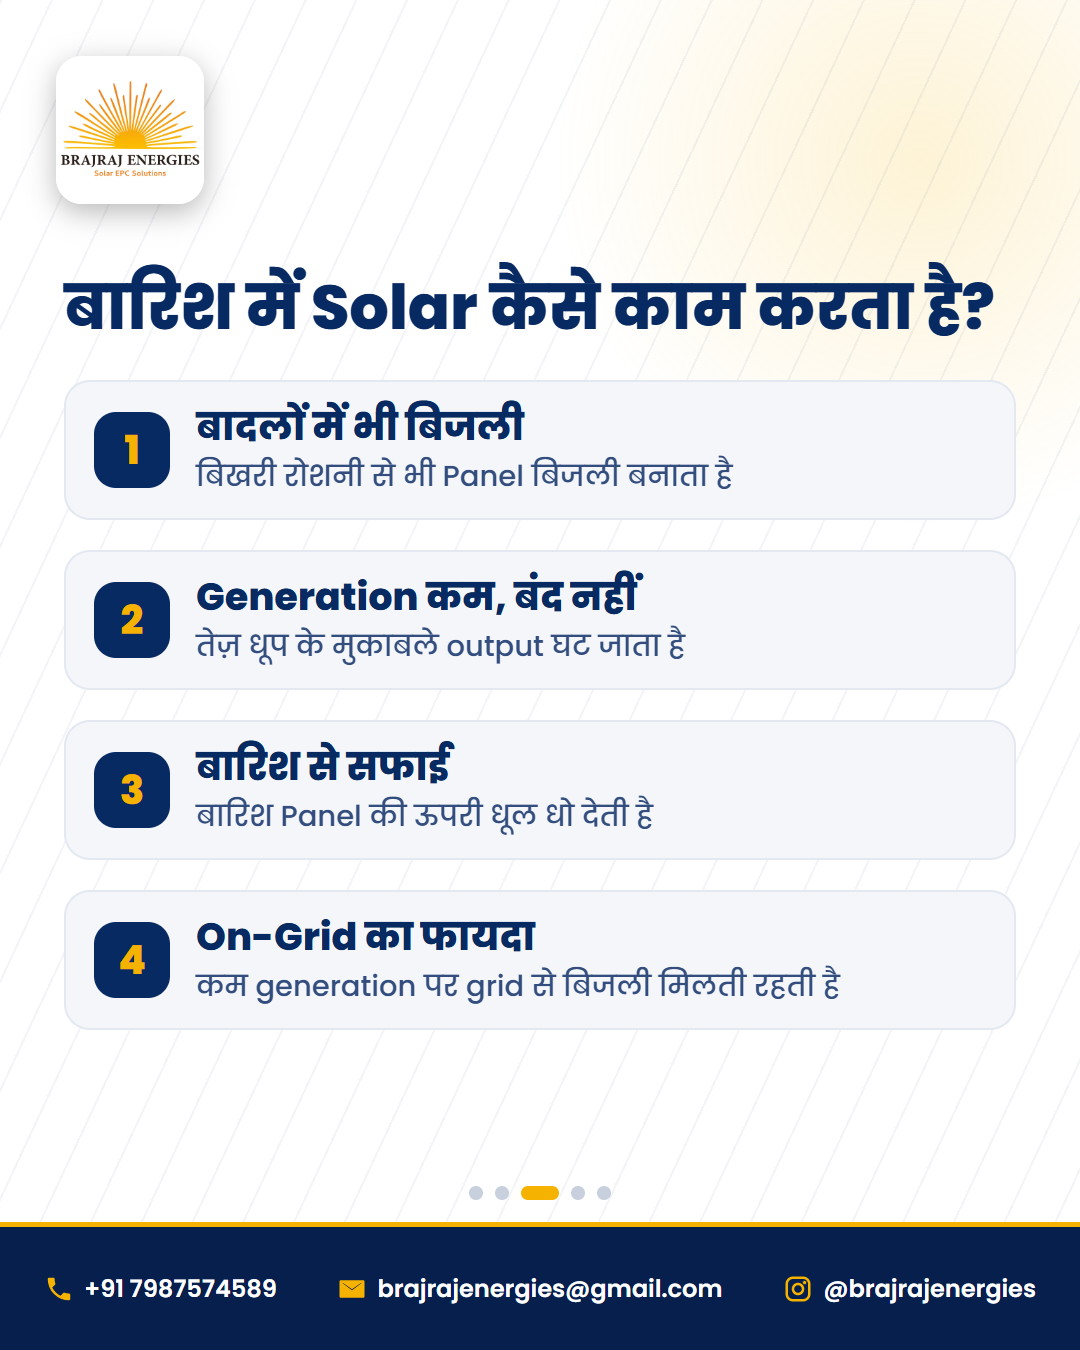 BRAJRAJ ENERGIES
Solar EPC Solutions
बारिश में Solar कैसे काम करता है?
1
बादलों में भी बिजली
बिखरी रोशनी से भी Panel बिजली बनाता है
2
Generation कम, बंद नहीं
तेज़ धूप के मुकाबले output घट जाता है
3
बारिश से सफाई
बारिश Panel की ऊपरी धूल धो देती है
4
On-Grid का फायदा
कम generation पर grid से बिजली मिलती रहती है
+91 7987574589
brajrajenergies@gmail.com
@brajrajenergies